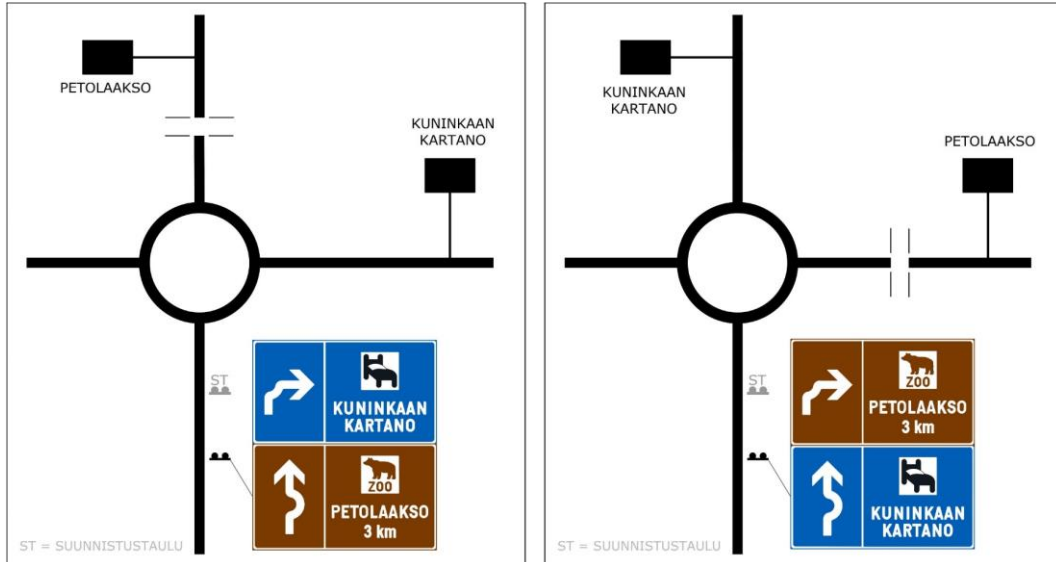 PETOLAAKSO
KUNINKAAN
KARTANO
ST
KUNINKAAN
KARTANO
ZOO
PETOLAAKSO
3 km
ST = SUUNNISTUSTAULU
KUNINKAAN
KARTANO
PETOLAAKSO
ST
ZOO
PETOLAAKSO
3 km
KUNINKAAN
KARTANO
ST = SUUNNISTUSTAULU